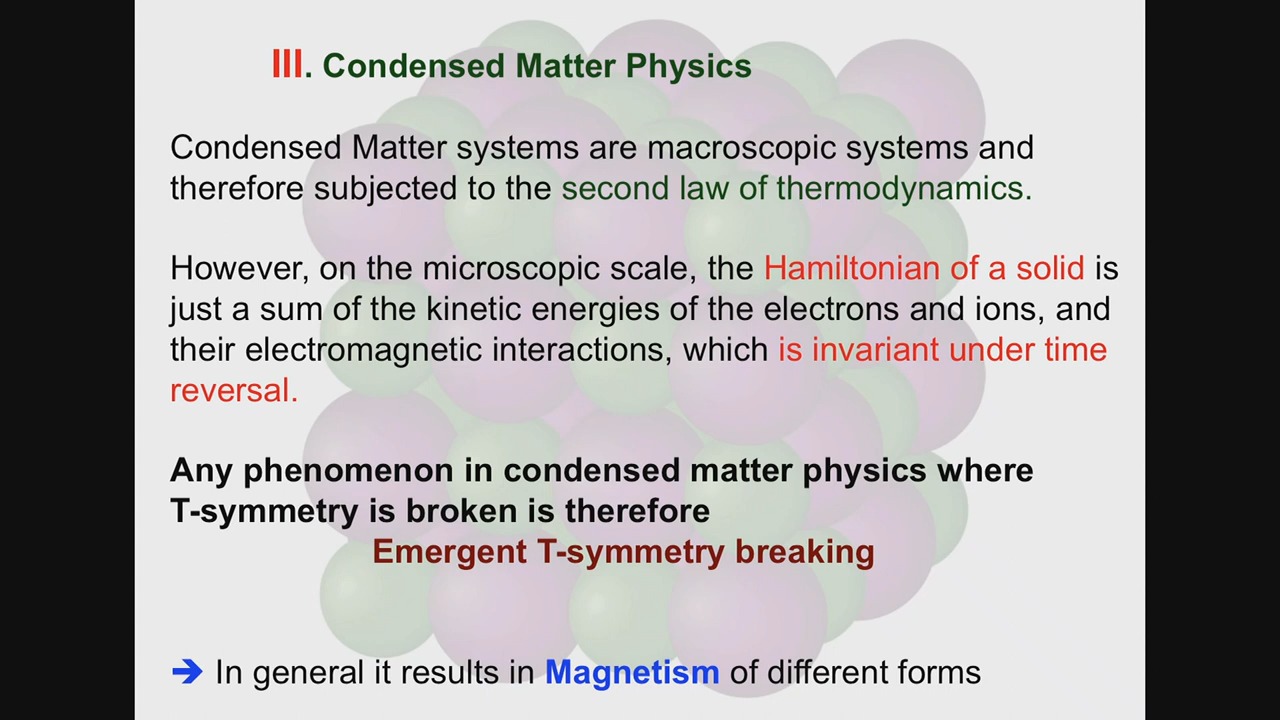 III. Condensed Matter Physics
Condensed Matter systems are macroscopic systems and
therefore subjected to the second law of thermodynamics.
However, on the microscopic scale, the Hamiltonian of a solid is
just a sum of the kinetic energies of the electrons and ions, and
their electromagnetic interactions, which is invariant under time
reversal.
Any phenomenon in condensed matter physics where
T-symmetry is broken is therefore
Emergent T-symmetry breaking
➔ In general it results in Magnetism of different forms